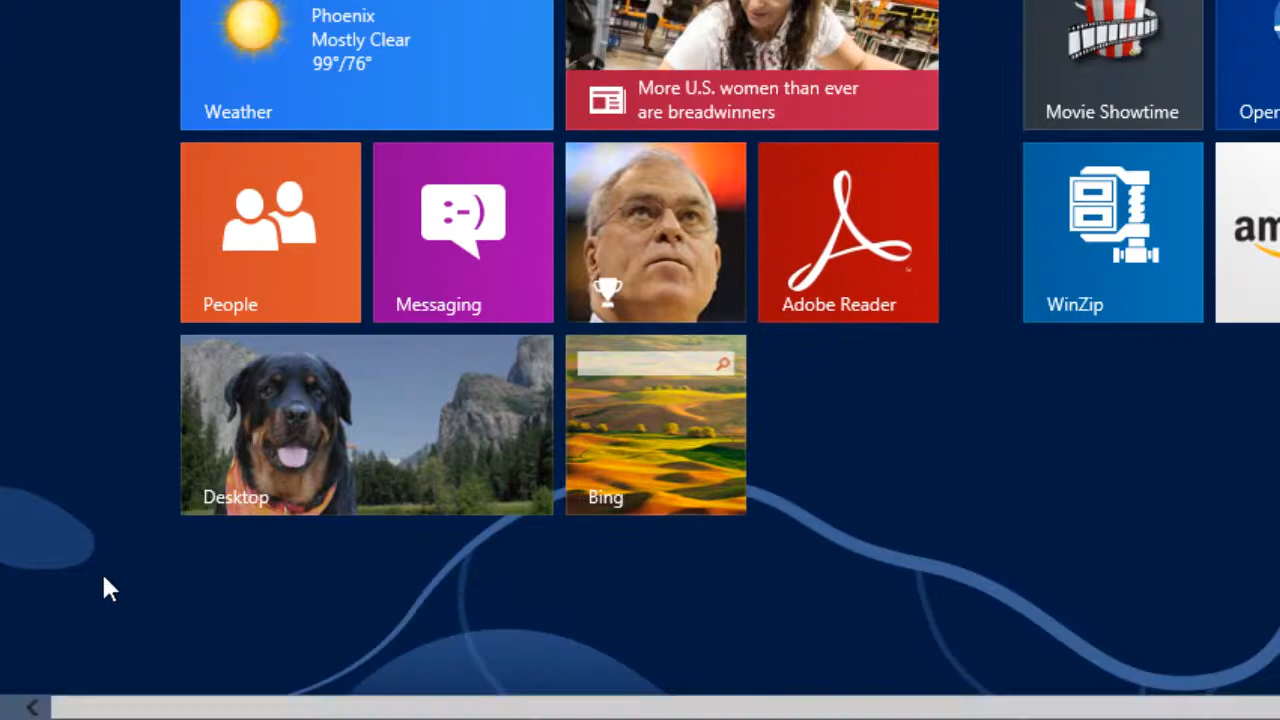 Phoenix
Mostly Clear
99°/76°
Weather
More U.S. women than ever
are breadwinners
Movie Showtime
Oper
People
Messaging
:-)
Adobe Reader
WinZip
am
Desktop
Bing